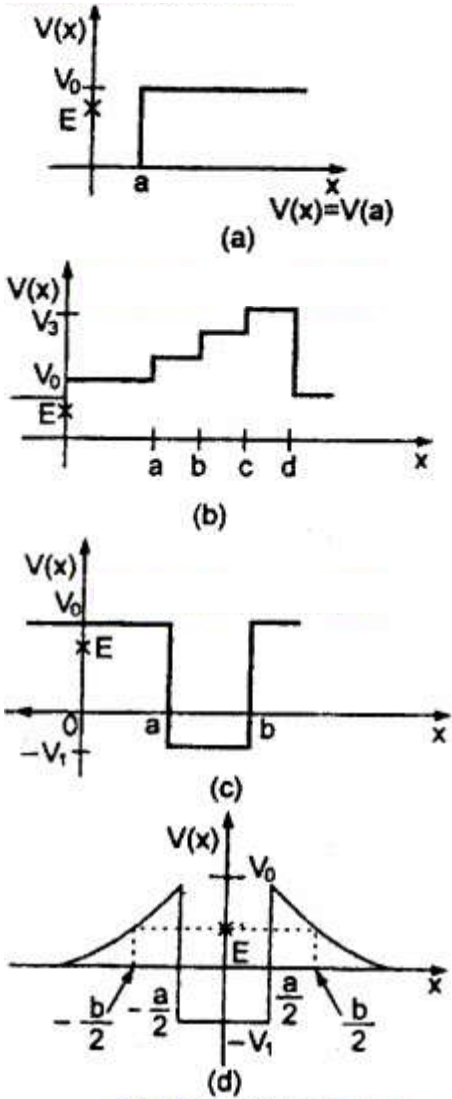 V(x)
V₀
E
a
x
V(x)=V(a)
(a)
V(x)
V₃
V₀
E
a b c d
x
(b)
V(x)
V₀
E
0 a b x
-V₁
(c)
V(x)
V₀
E
x
-b/2 -a/2 a/2 b/2
-V₁
(d)